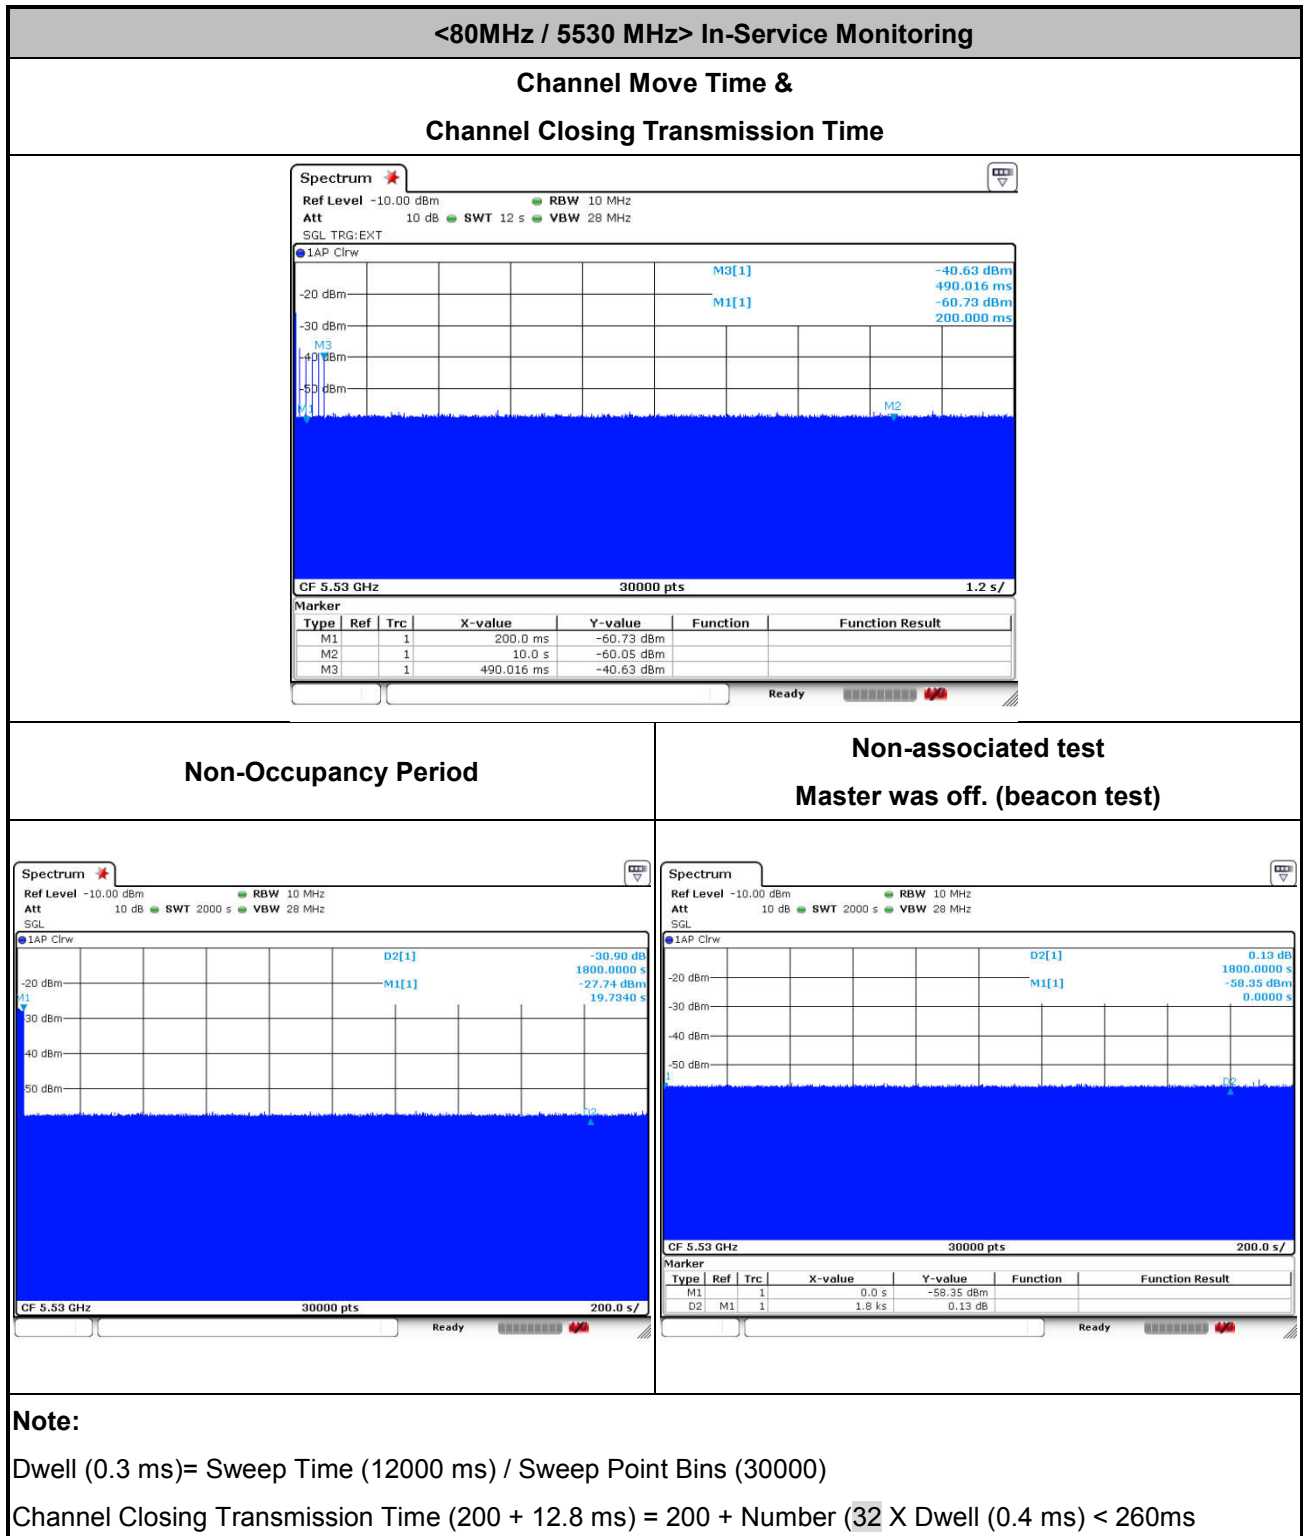 <80MHz / 5530 MHz> In-Service Monitoring
Channel Move Time &
Channel Closing Transmission Time
Spectrum
Ref Level -10.00 dBm RBW 10 MHz
Att 10 dB SWT 12 s VBW 28 MHz
SGL TRG:EXT
1AP Clrw
M3[1] -40.63 dBm
490.016 ms
-20 dBm
M1[1] -60.73 dBm
200.000 ms
-30 dBm
M3
-40 dBm
-50 dBm
M1 M2
CF 5.53 GHz 30000 pts 1.2 s/
Marker
Type Ref Trc X-value Y-value Function Function Result
M1 1 200.0 ms -60.73 dBm
M2 1 10.0 s -60.05 dBm
M3 1 490.016 ms -40.63 dBm
Ready
Non-Occupancy Period
Non-associated test
Master was off. (beacon test)
Spectrum
Ref Level -10.00 dBm RBW 10 MHz
Att 10 dB SWT 2000 s VBW 28 MHz
SGL
1AP Clrw
D2[1] -30.90 dB
1800.0000 s
-20 dBm M1[1] -27.74 dBm
M1 19.7340 s
-30 dBm
-40 dBm
-50 dBm
D2
CF 5.53 GHz 30000 pts 200.0 s/
Ready
Spectrum
Ref Level -10.00 dBm RBW 10 MHz
Att 10 dB SWT 2000 s VBW 28 MHz
SGL
1AP Clrw
D2[1] 0.13 dB
1800.0000 s
-20 dBm
M1[1] -58.35 dBm
0.0000 s
-30 dBm
-40 dBm
-50 dBm
1 D2
CF 5.53 GHz 30000 pts 200.0 s/
Marker
Type Ref Trc X-value Y-value Function Function Result
M1 1 0.0 s -58.35 dBm
D2 M1 1 1.8 ks 0.13 dB
Ready
Note:
Dwell (0.3 ms)= Sweep Time (12000 ms) / Sweep Point Bins (30000)
Channel Closing Transmission Time (200 + 12.8 ms) = 200 + Number (32 X Dwell (0.4 ms) < 260ms